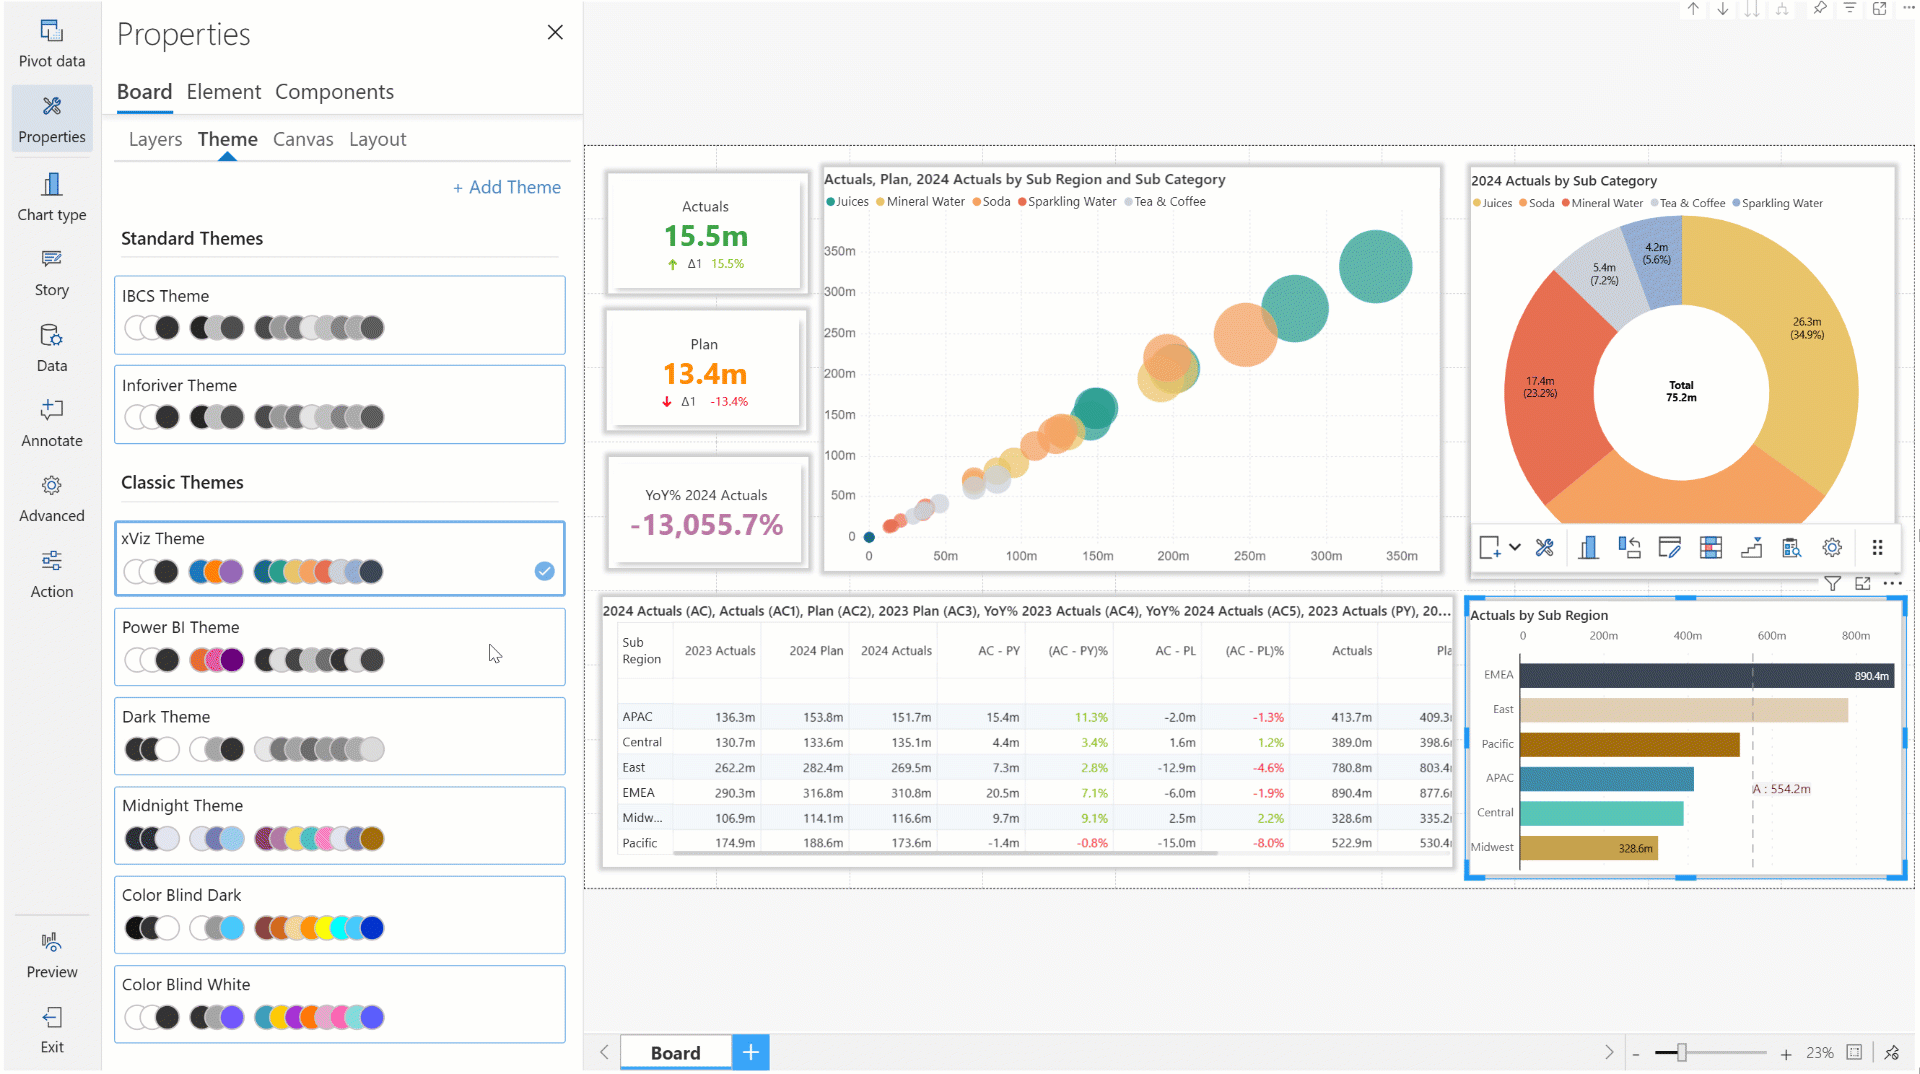 Pivot data
Properties
Chart type
Story
Data
Annotate
Advanced
Action
Preview
Exit
Properties
Board Element Components
Layers Theme Canvas Layout
+ Add Theme
Standard Themes
IBCS Theme
Inforiver Theme
Classic Themes
xViz Theme
Power BI Theme
Dark Theme
Midnight Theme
Color Blind Dark
Color Blind White
Actuals
15.5m
Δ1 15.5%
Plan
13.4m
Δ1 -13.4%
YoY% 2024 Actuals
-13,055.7%
Actuals, Plan, 2024 Actuals by Sub Region and Sub Category
Juices Mineral Water Soda Sparkling Water Tea & Coffee
350m
300m
250m
200m
150m
100m
50m
0
0 50m 100m 150m 200m 250m 300m 350m
2024 Actuals by Sub Category
Juices Soda Mineral Water Tea & Coffee Sparkling Water
4.2m
(5.6%)
5.4m
(7.2%)
26.3m
(34.9%)
17.4m
(23.2%)
Total
75.2m
2024 Actuals (AC), Actuals (AC1), Plan (AC2), 2023 Plan (AC3), YoY% 2023 Actuals (AC4), YoY% 2024 Actuals (AC5), 2023 Actuals (PY), 20...
Sub Region 2023 Actuals 2024 Plan 2024 Actuals AC - PY (AC - PY)% AC - PL (AC - PL)% Actuals Pla
APAC 136.3m 153.8m 151.7m 15.4m 11.3% -2.0m -1.3% 413.7m 409.3
Central 130.7m 133.6m 135.1m 4.4m 3.4% 1.6m 1.2% 389.0m 398.6
East 262.2m 282.4m 269.5m 7.3m 2.8% -12.9m -4.6% 780.8m 803.4
EMEA 290.3m 316.8m 310.8m 20.5m 7.1% -6.0m -1.9% 890.4m 877.6
Midw... 106.9m 114.1m 116.6m 9.7m 9.1% 2.5m 2.2% 328.6m 335.2
Pacific 174.9m 188.6m 173.6m -1.4m -0.8% -15.0m -8.0% 522.9m 530.4
Actuals by Sub Region
0 200m 400m 600m 800m
EMEA 890.4m
East
Pacific
APAC
A : 554.2m
Central
Midwest 328.6m
Board +
- + 23%